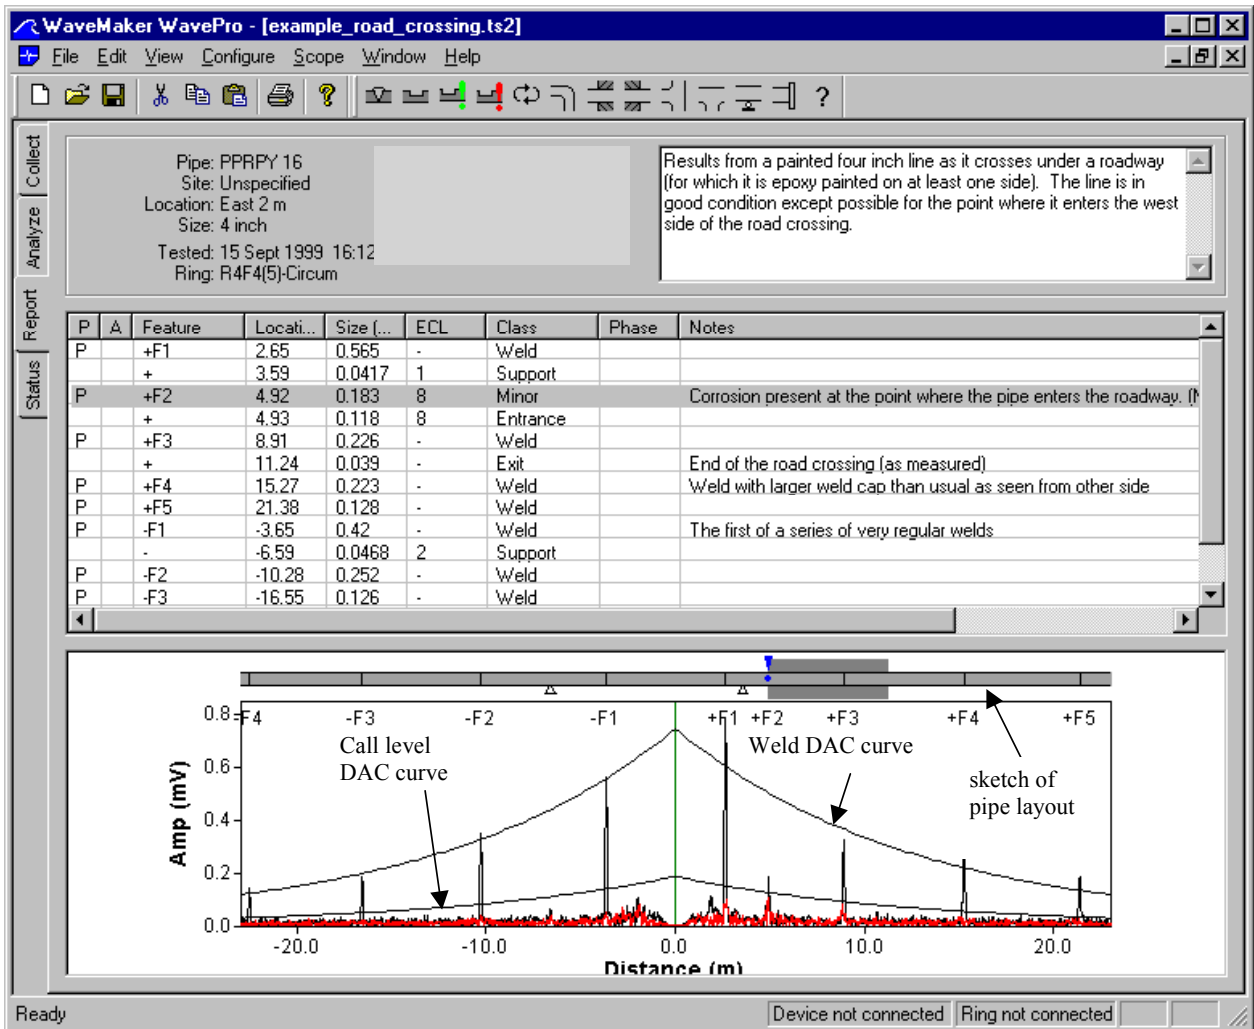 WaveMaker WavePro - [example_road_crossing.ts2]
File Edit View Configure Scope Window Help
Collect
Analyze
Report
Status
Pipe: PPRPY 16
Site: Unspecified
Location: East 2 m
Size: 4 inch
Tested: 15 Sept 1999 16:12
Ring: R4F4(5)-Circum
Results from a painted four inch line as it crosses under a roadway
(for which it is epoxy painted on at least one side). The line is in
good condition except possible for the point where it enters the west
side of the road crossing.
P A Feature Locati... Size (... ECL Class Phase Notes
P +F1 2.65 0.565 - Weld
+ 3.59 0.0417 1 Support
P +F2 4.92 0.183 8 Minor Corrosion present at the point where the pipe enters the roadway. (N
+ 4.93 0.118 8 Entrance
P +F3 8.91 0.226 - Weld
+ 11.24 0.039 - Exit End of the road crossing (as measured)
P +F4 15.27 0.223 - Weld Weld with larger weld cap than usual as seen from other side
P +F5 21.38 0.128 - Weld
P -F1 -3.65 0.42 - Weld The first of a series of very regular welds
- -6.59 0.0468 2 Support
P -F2 -10.28 0.252 - Weld
P -F3 -16.55 0.126 - Weld
F4 -F3 -F2 -F1 +F1 +F2 +F3 +F4 +F5
Call level
DAC curve
Weld DAC curve
sketch of
pipe layout
Amp (mV)
0.8
0.6
0.4
0.2
0.0
-20.0 -10.0 0.0 10.0 20.0
Distance (m)
Ready
Device not connected Ring not connected